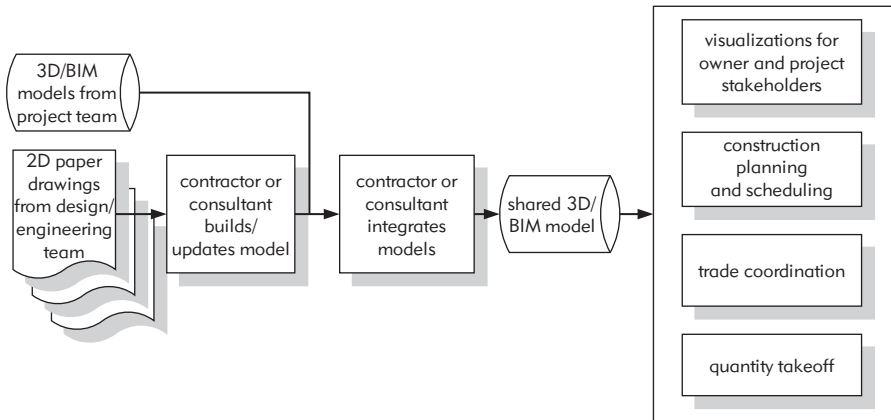 3D/BIM
models from
project team
2D paper
drawings
from design/
engineering
team
contractor or
consultant
builds/
updates model
contractor or
consultant
integrates
models
shared 3D/
BIM model
visualizations for
owner and project
stakeholders
construction
planning
and scheduling
trade coordination
quantity takeoff